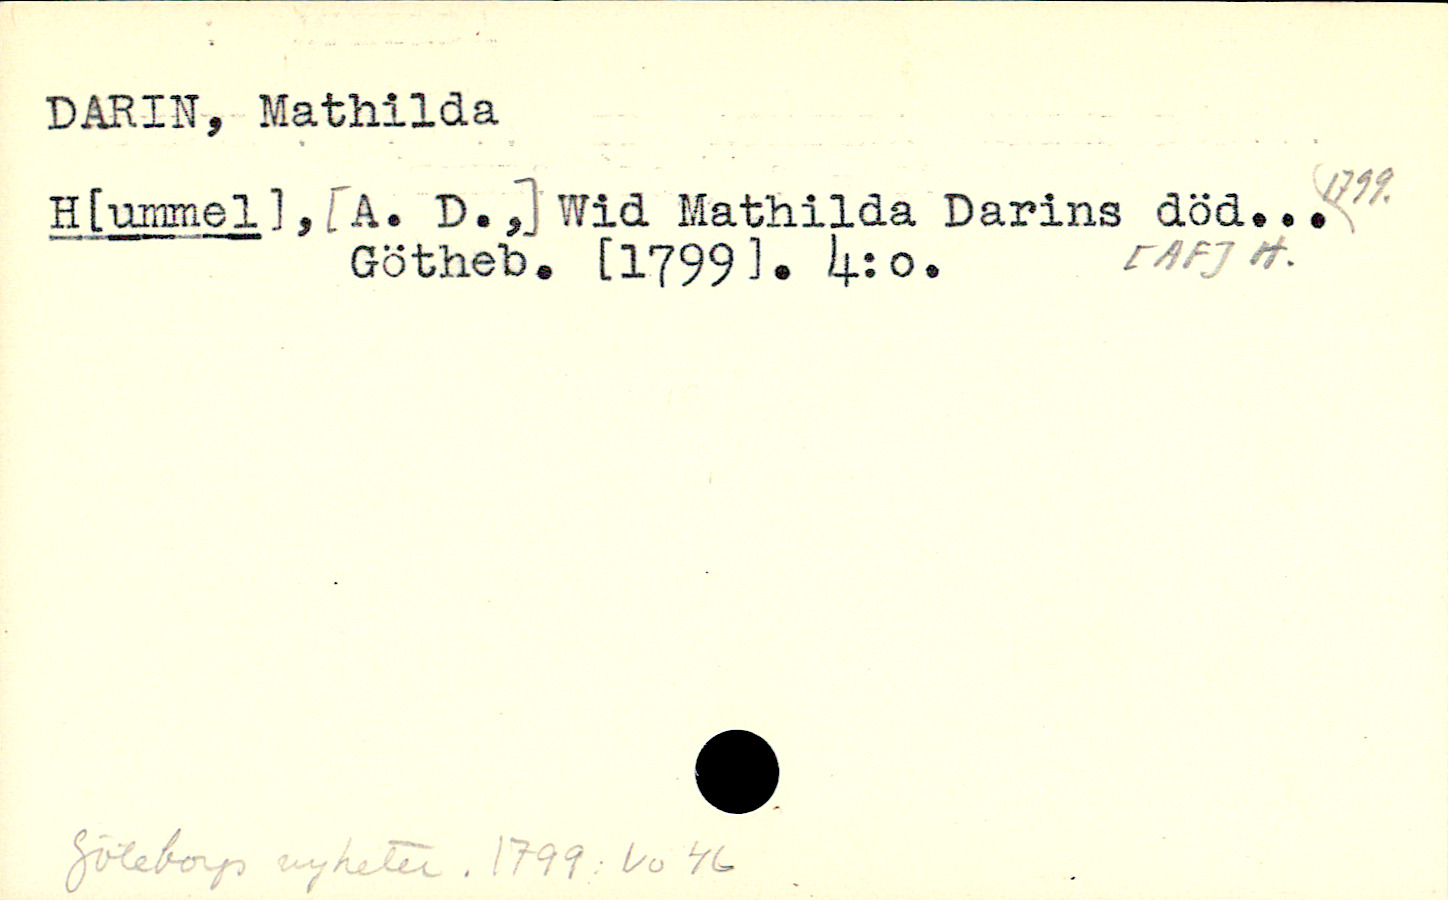 DARIN, Mathilda
H[ummel], [A. D.,] Wid Mathilda Darins död... 1799.
Götheb. [1799]. 4:o. [AF] H.
Göteborgs nyheter. 1799: No 46